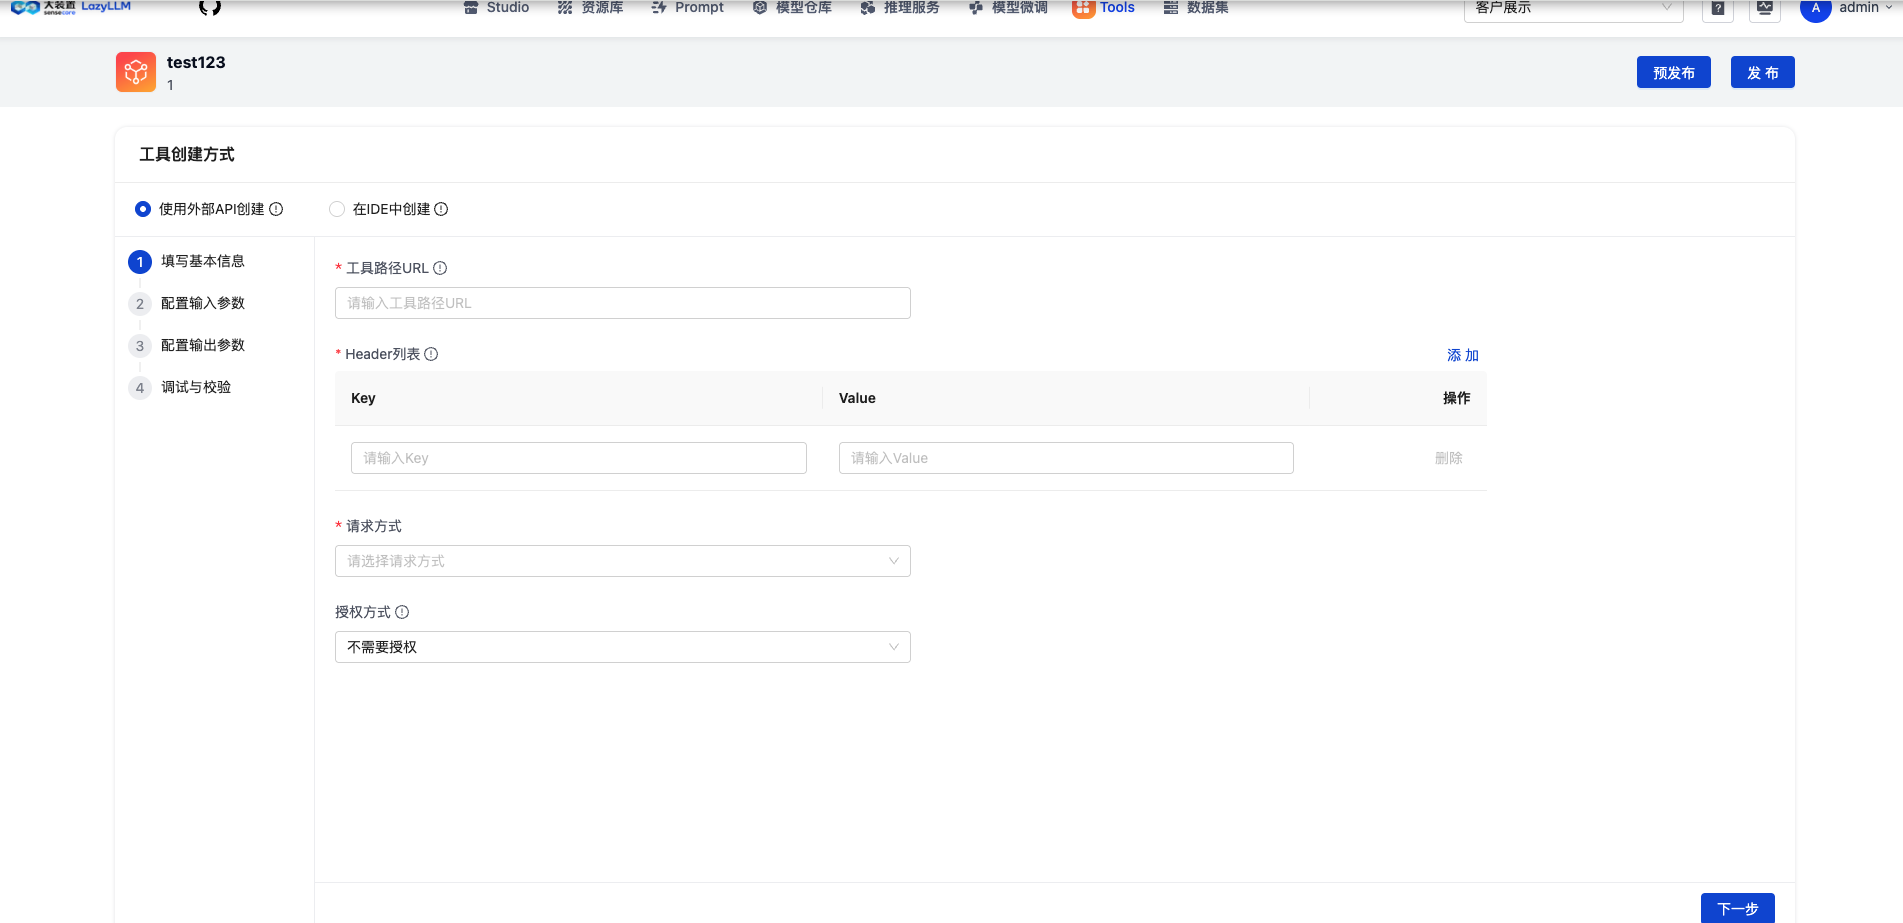 大装置 sensecore LazyLLM
Studio 资源库 Prompt 模型仓库 推理服务 模型微调 Tools 数据集 客户展示 ? A admin
test123
1
预发布 发 布
工具创建方式
使用外部API创建 在IDE中创建
1 填写基本信息
2 配置输入参数
3 配置输出参数
4 调试与校验
* 工具路径URL
请输入工具路径URL
* Header列表 添 加
Key Value 操作
请输入Key 请输入Value 删除
* 请求方式
请选择请求方式
授权方式
不需要授权
下一步